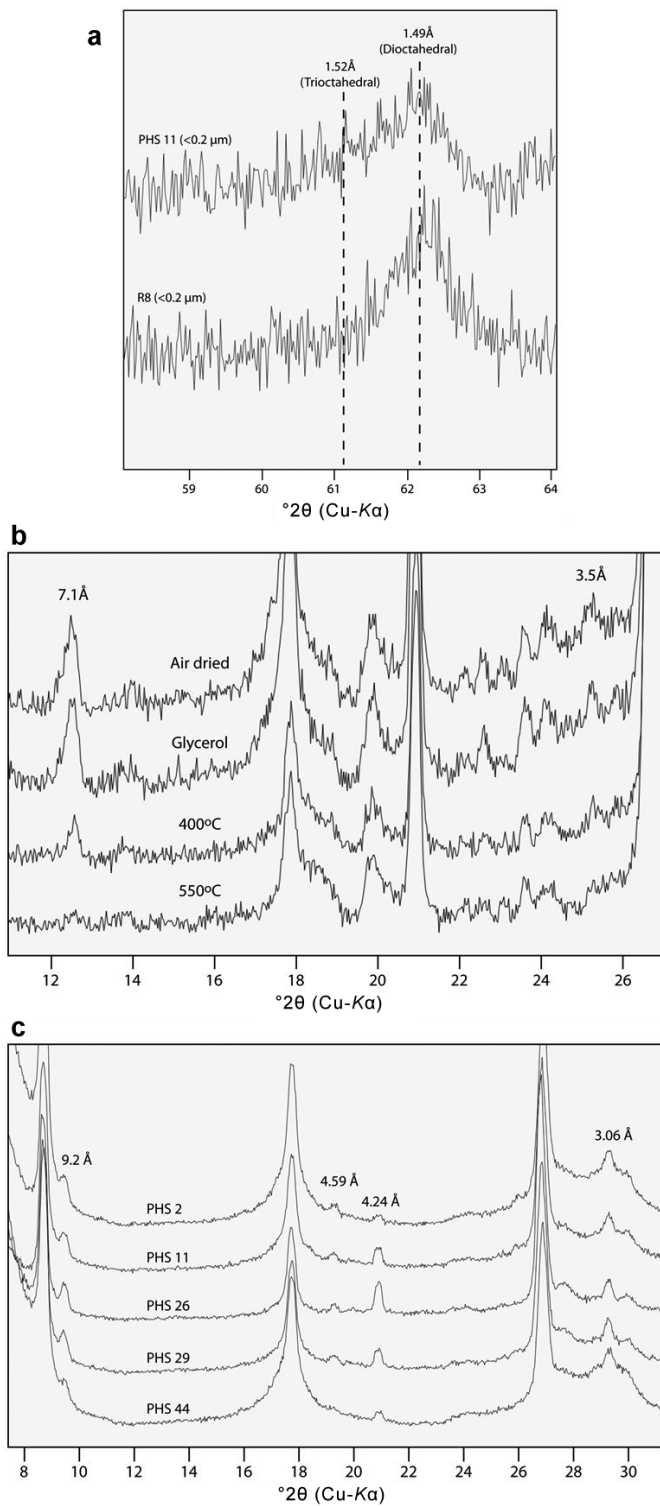 a
1.49Å
(Dioctahedral)
1.52Å
(Trioctahedral)
PHS 11 (<0.2 μm)
R8 (<0.2 μm)
59 60 61 62 63 64
°2θ (Cu-Kα)
b
7.1Å
3.5Å
Air dried
Glycerol
400ºC
550ºC
12 14 16 18 20 22 24 26
°2θ (Cu-Kα)
c
9.2 Å
4.59 Å
4.24 Å
3.06 Å
PHS 2
PHS 11
PHS 26
PHS 29
PHS 44
8 10 12 14 16 18 20 22 24 26 28 30
°2θ (Cu-Kα)